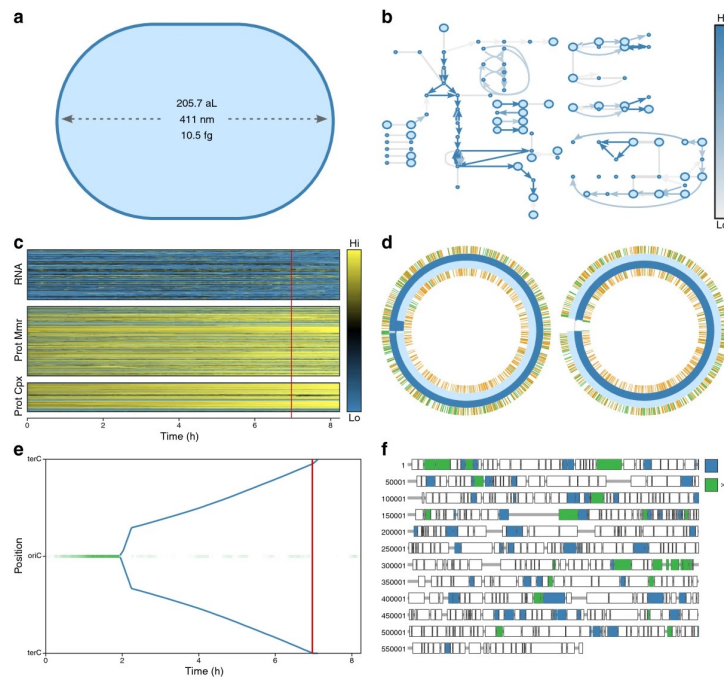 a
205.7 aL
411 nm
10.5 fg
b
Lo
c
Hi
RNA
Prot Mmr
Prot Cpx
Lo
0 2 4 6 8
Time (h)
d
e
terC
Position
oriC
terC
0 2 4 6 8
Time (h)
f
1
50001
100001
150001
200001
250001
300001
350001
400001
450001
500001
550001